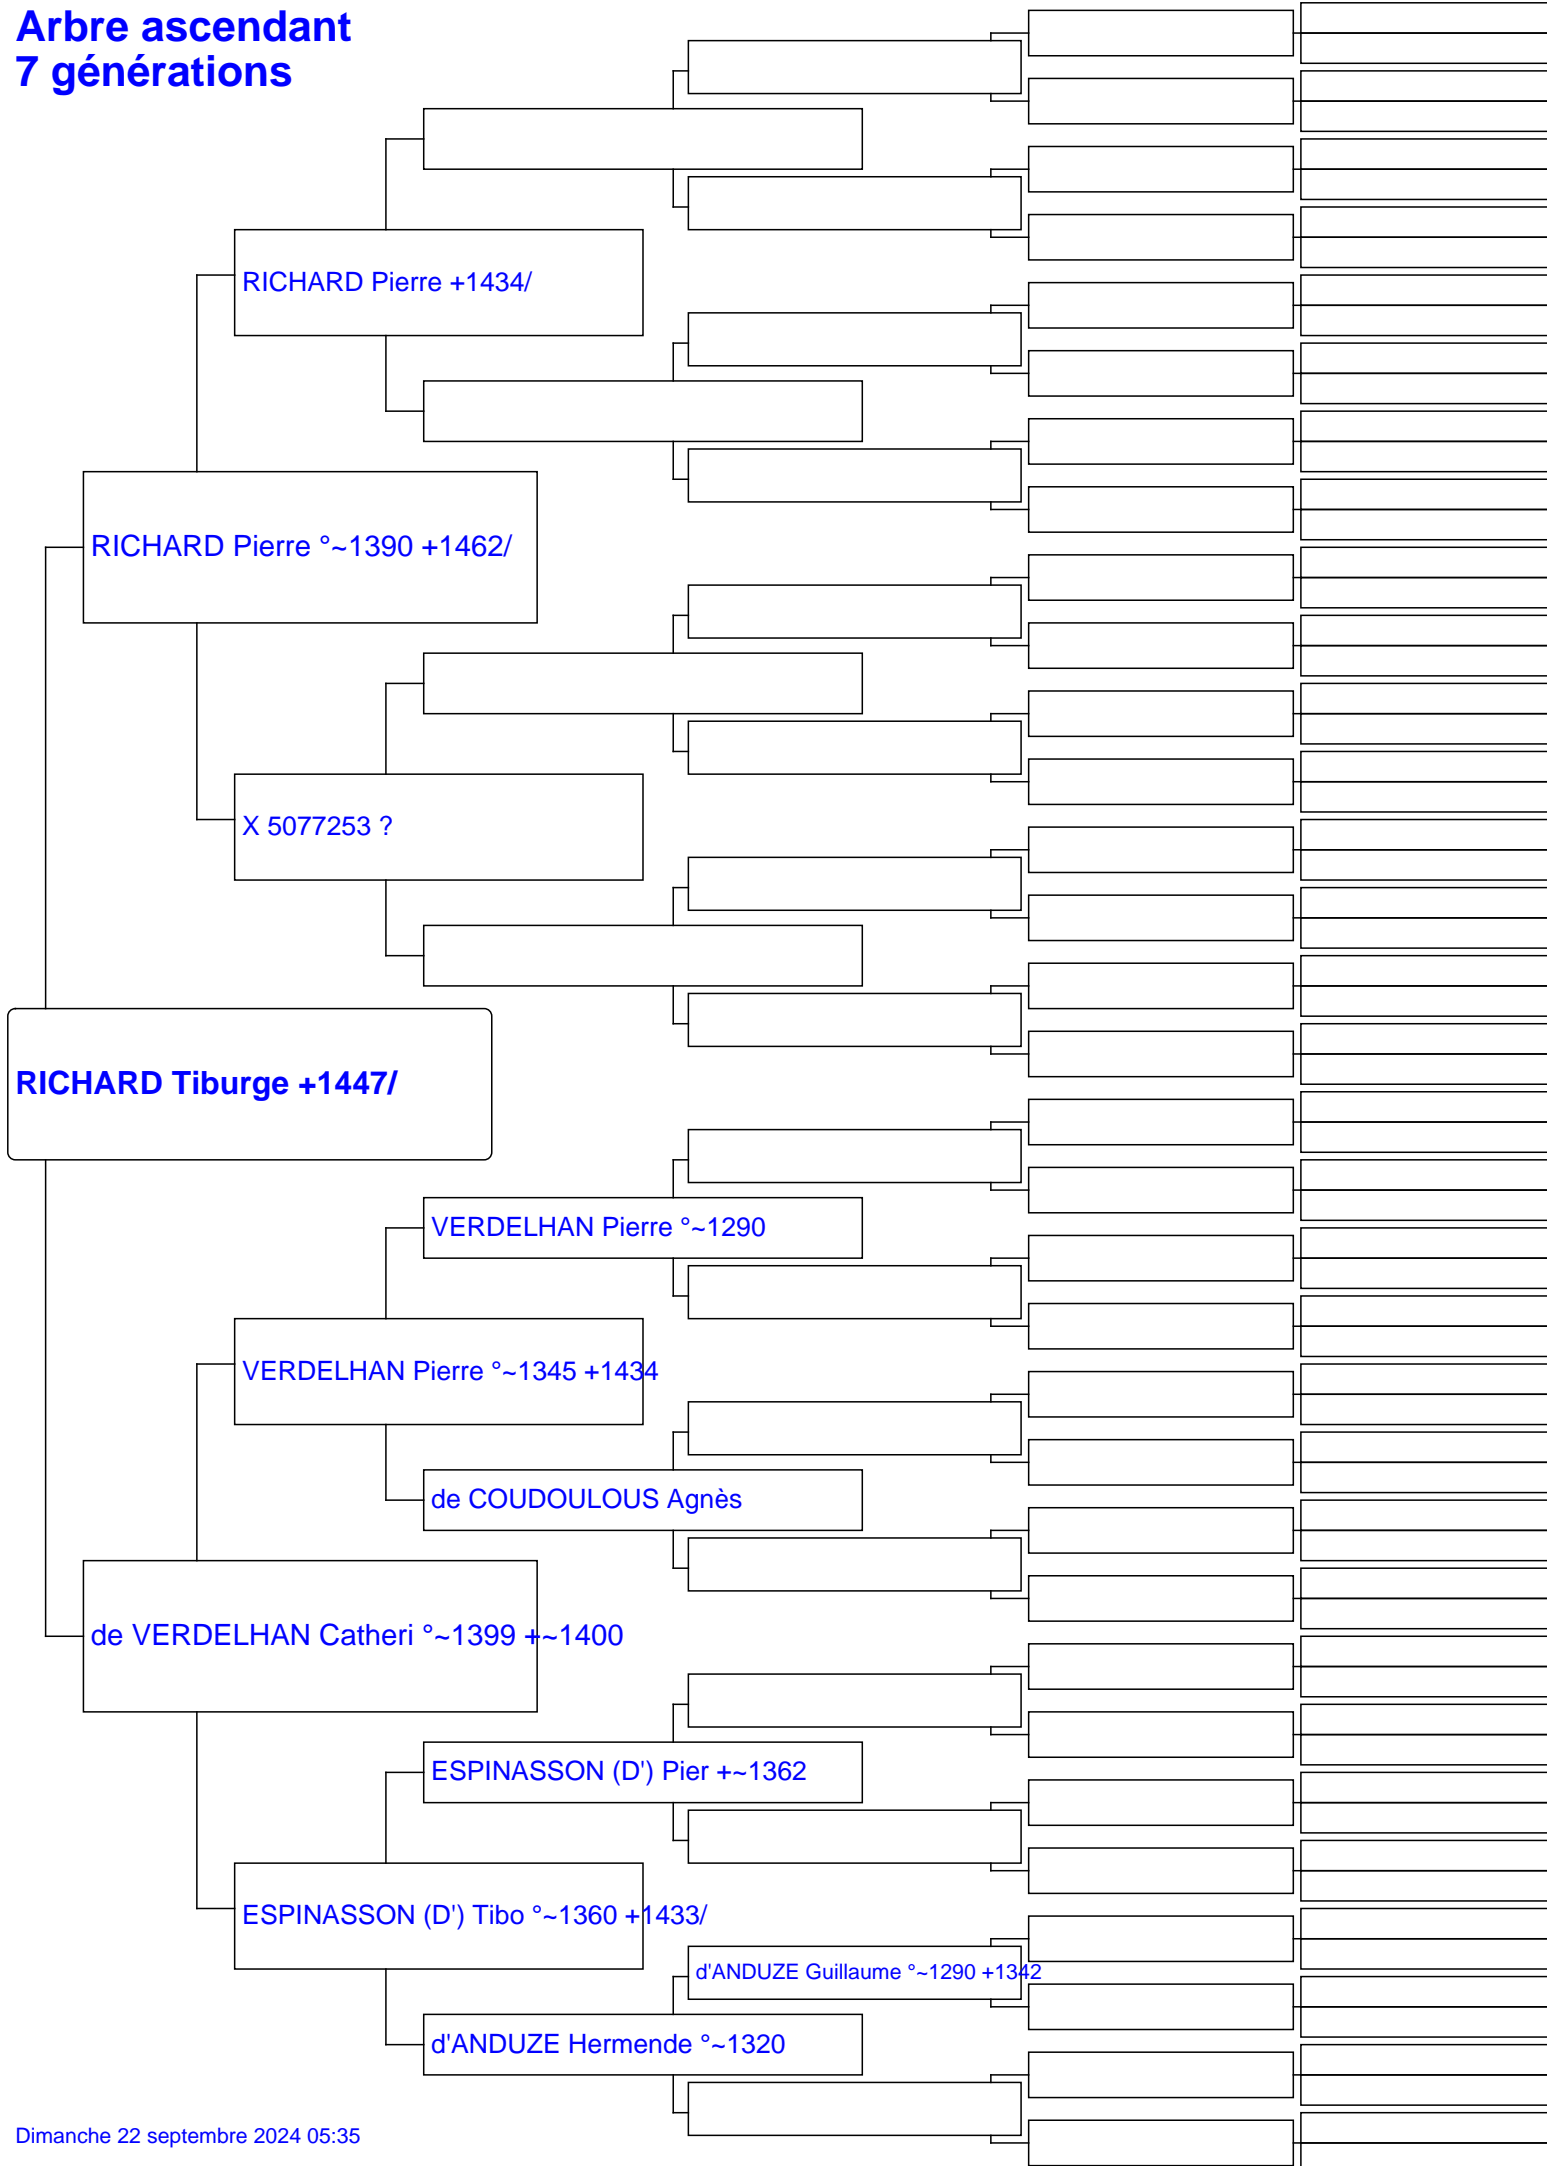 Arbre ascendant
7 générations
RICHARD Pierre +1434/
RICHARD Pierre °~1390 +1462/
X 5077253 ?
RICHARD Tiburge +1447/
VERDELHAN Pierre °~1290
VERDELHAN Pierre °~1345 +1434
de COUDOULOUS Agnès
de VERDELHAN Catheri °~1399 +~1400
ESPINASSON (D') Pier +~1362
ESPINASSON (D') Tibo °~1360 +1433/
d'ANDUZE Guillaume °~1290 +1342
d'ANDUZE Hermende °~1320
Dimanche 22 septembre 2024 05:35